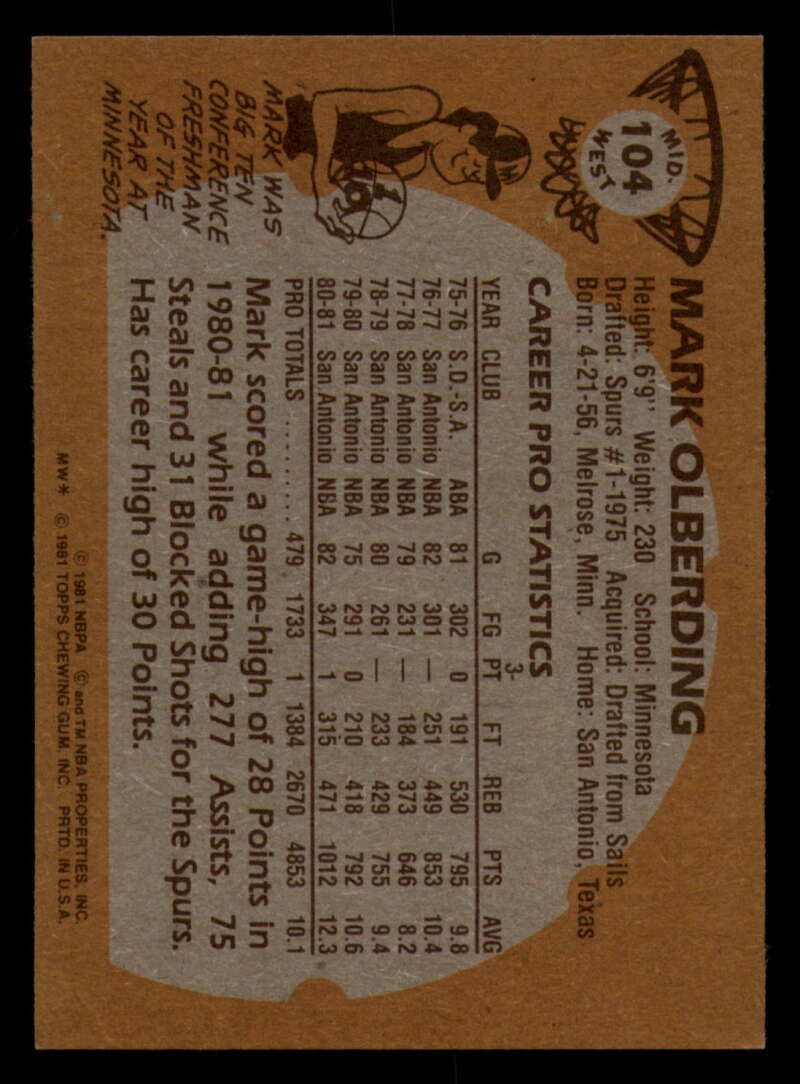 MID-
104
WEST
MARK OLBERDING
Height: 6'9'' Weight: 230 School: Minnesota
Drafted: Spurs #1-1975 Acquired: Drafted from Sails
Born: 4-21-56, Melrose, Minn. Home: San Antonio, Texas
CAREER PRO STATISTICS
3-
YEAR CLUB G FG PT FT REB PTS AVG
75-76 S.D.-S.A. ABA 81 302 0 191 530 795 9.8
76-77 San Antonio NBA 82 301 — 251 449 853 10.4
77-78 San Antonio NBA 79 231 — 184 373 646 8.2
78-79 San Antonio NBA 80 261 — 233 429 755 9.4
79-80 San Antonio NBA 75 291 0 210 418 792 10.6
80-81 San Antonio NBA 82 347 1 315 471 1012 12.3
PRO TOTALS .......... 479 1733 1 1384 2670 4853 10.1
MARK WAS
BIG TEN
CONFERENCE
FRESHMAN
OF THE
YEAR AT
MINNESOTA.
Mark scored a game-high of 28 Points in
1980-81 while adding 277 Assists, 75
Steals and 31 Blocked Shots for the Spurs.
Has career high of 30 Points.
© 1981 NBPA © and TM NBA PROPERTIES, INC.
MW* © 1981 TOPPS CHEWING GUM, INC. PRTD. IN U.S.A.